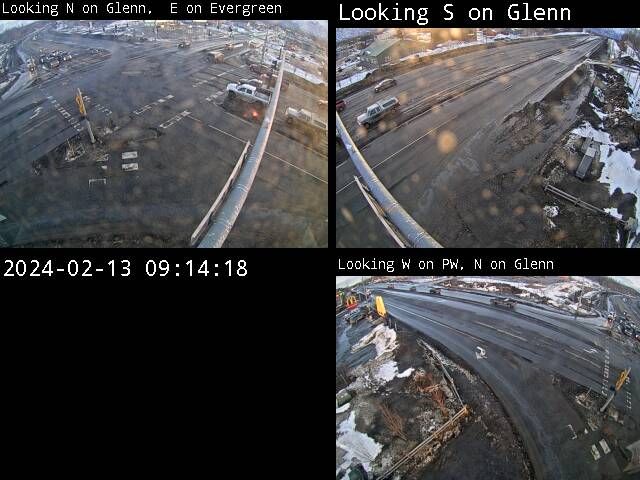 Looking N on Glenn,  E on Evergreen
Looking S on Glenn
2024-02-13 09:14:18
Looking W on PW, N on Glenn